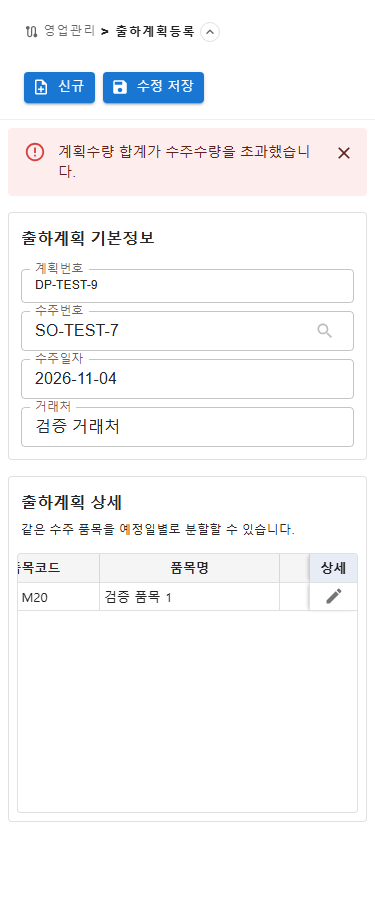 영업관리 > 출하계획등록
신규
수정 저장
계획수량 합계가 수주수량을 초과했습니
다.
출하계획 기본정보
계획번호
DP-TEST-9
수주번호
SO-TEST-7
수주일자
2026-11-04
거래처
검증 거래처
출하계획 상세
같은 수주 품목을 예정일별로 분할할 수 있습니다.
품목코드 품목명 상세
M20 검증 품목 1